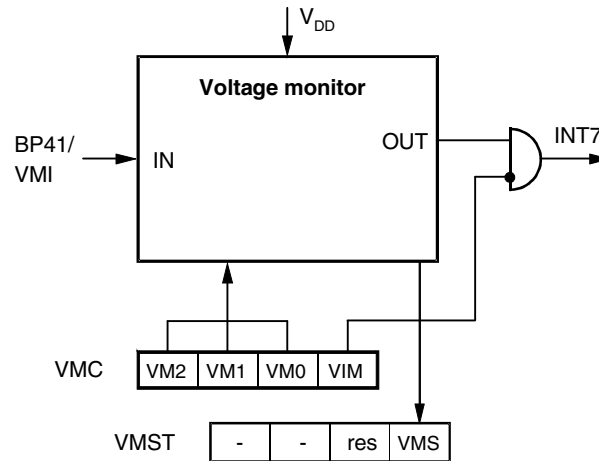 VDD
Voltage monitor
BP41/
VMI
IN
OUT
INT7
VMC
VM2 VM1 VM0 VIM
VMST
- - res VMS